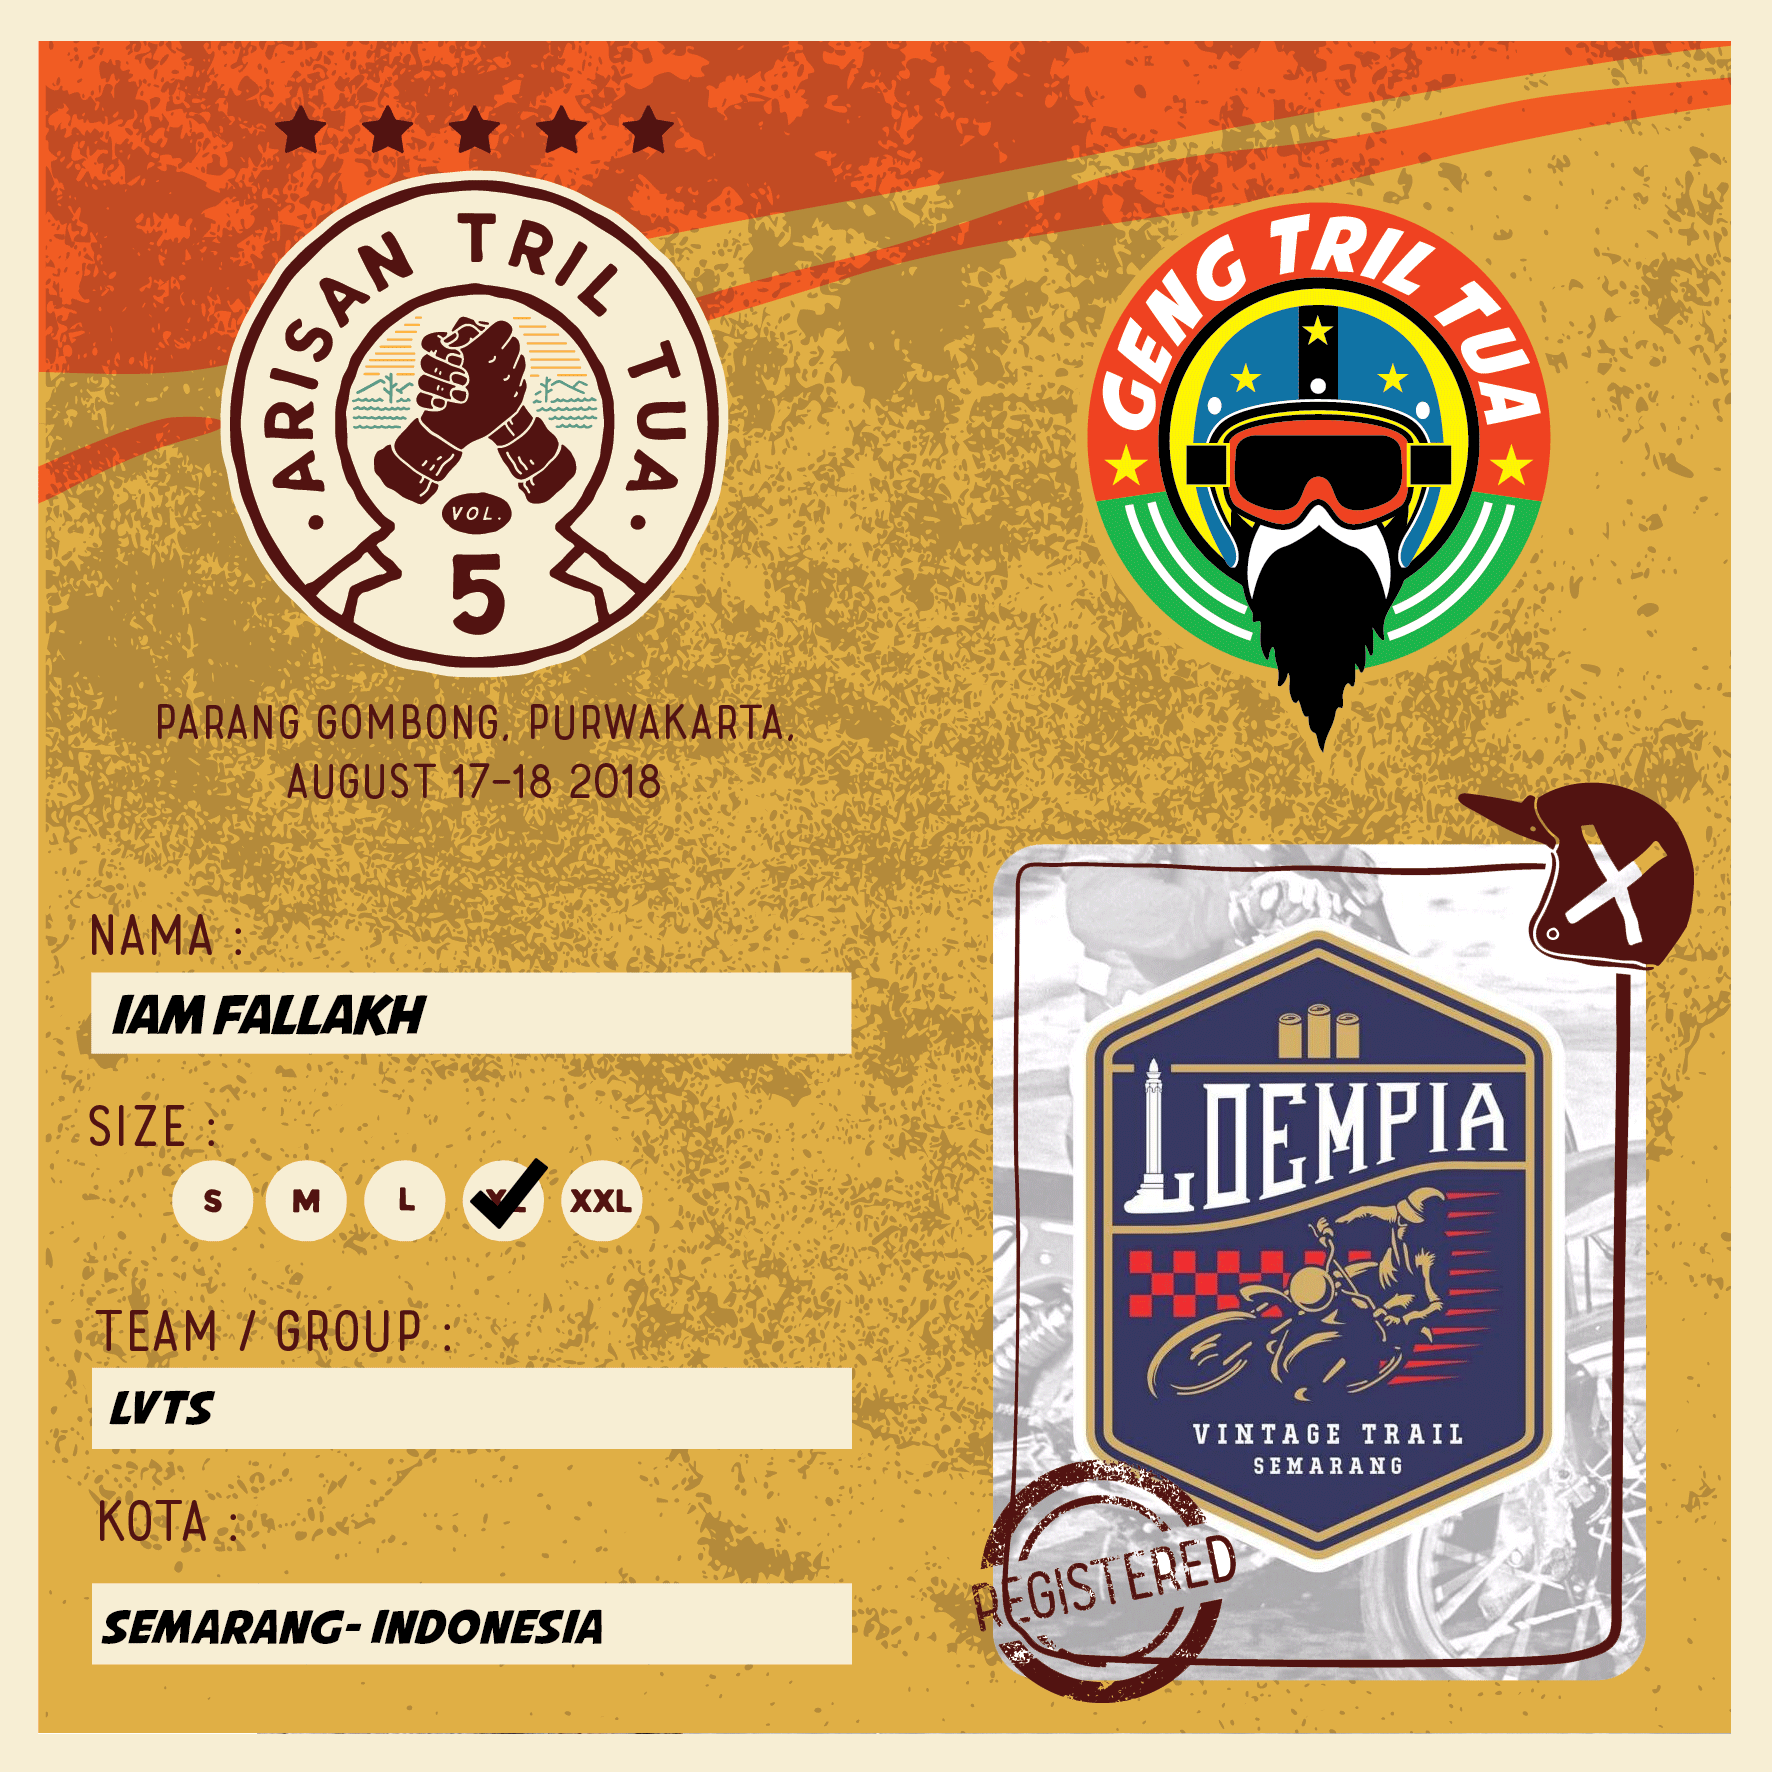 ARISAN TRIL TUA
VOL.
5
PARANG GOMBONG, PURWAKARTA,
AUGUST 17-18 2018
GENG TRIL TUA
NAMA :
IAM FALLAKH
SIZE :
S M L XL XXL
TEAM / GROUP :
LVTS
KOTA :
SEMARANG- INDONESIA
LOEMPIA
VINTAGE TRAIL
SEMARANG
REGISTERED